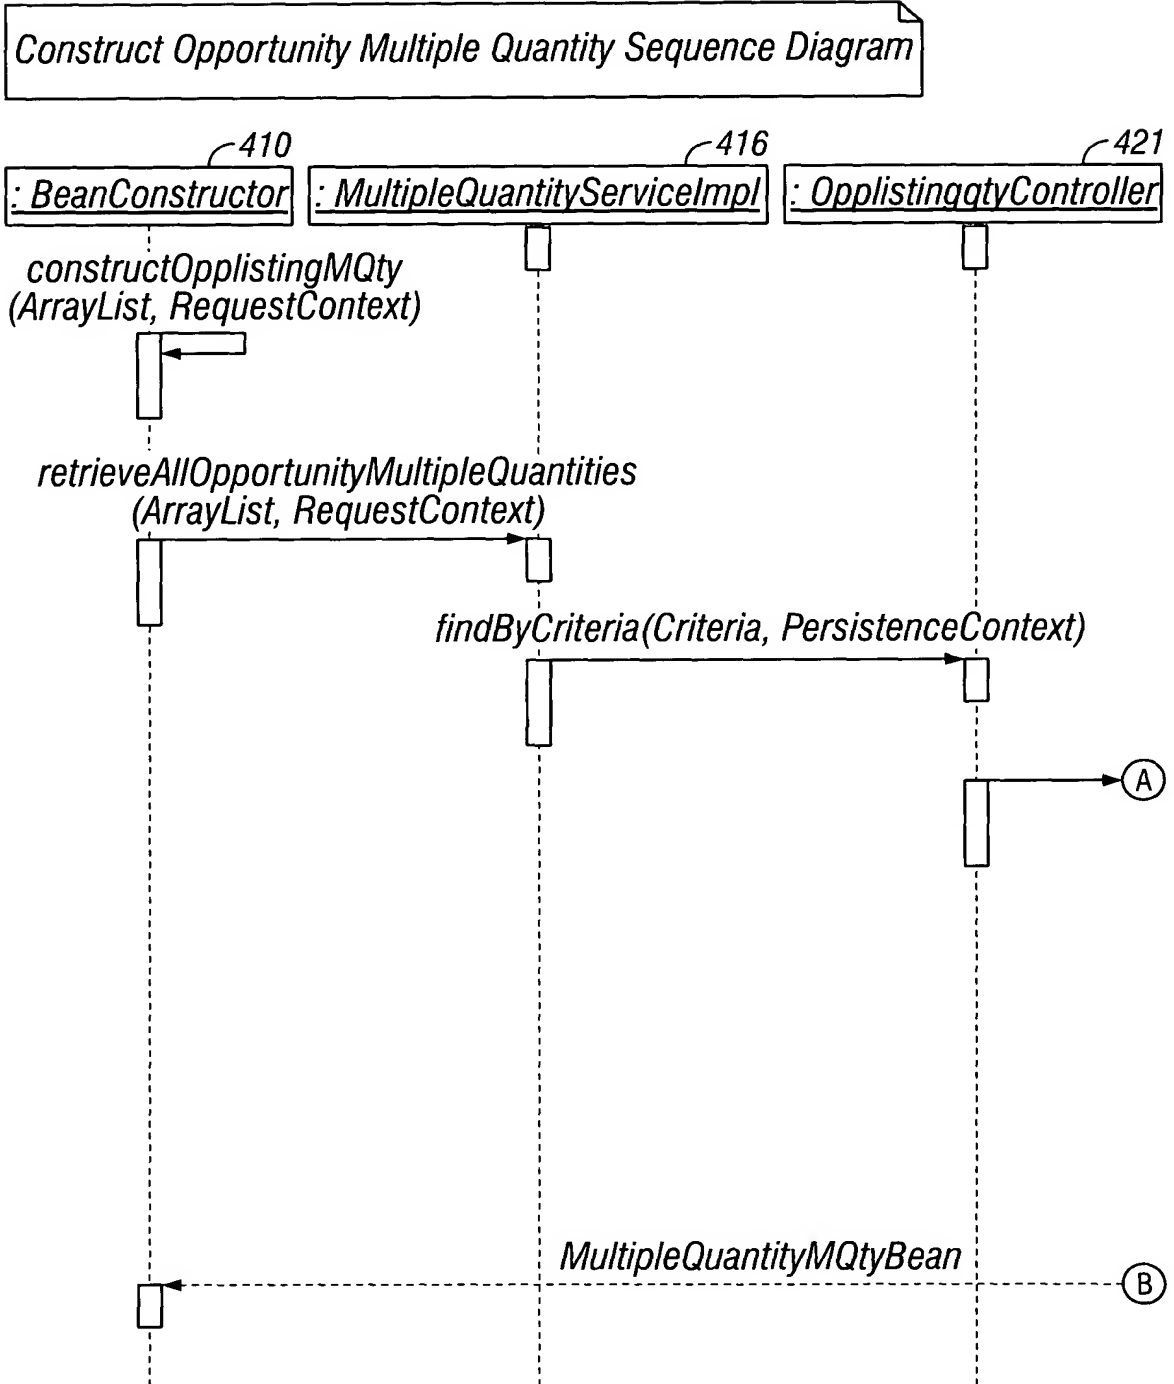 Construct Opportunity Multiple Quantity Sequence Diagram
410
416
421
: BeanConstructor
: MultipleQuantityServiceImpl
: OpplistingqtyController
constructOpplistingMQty
(ArrayList, RequestContext)
retrieveAllOpportunityMultipleQuantities
(ArrayList, RequestContext)
findByCriteria(Criteria, PersistenceContext)
A
MultipleQuantityMQtyBean
B